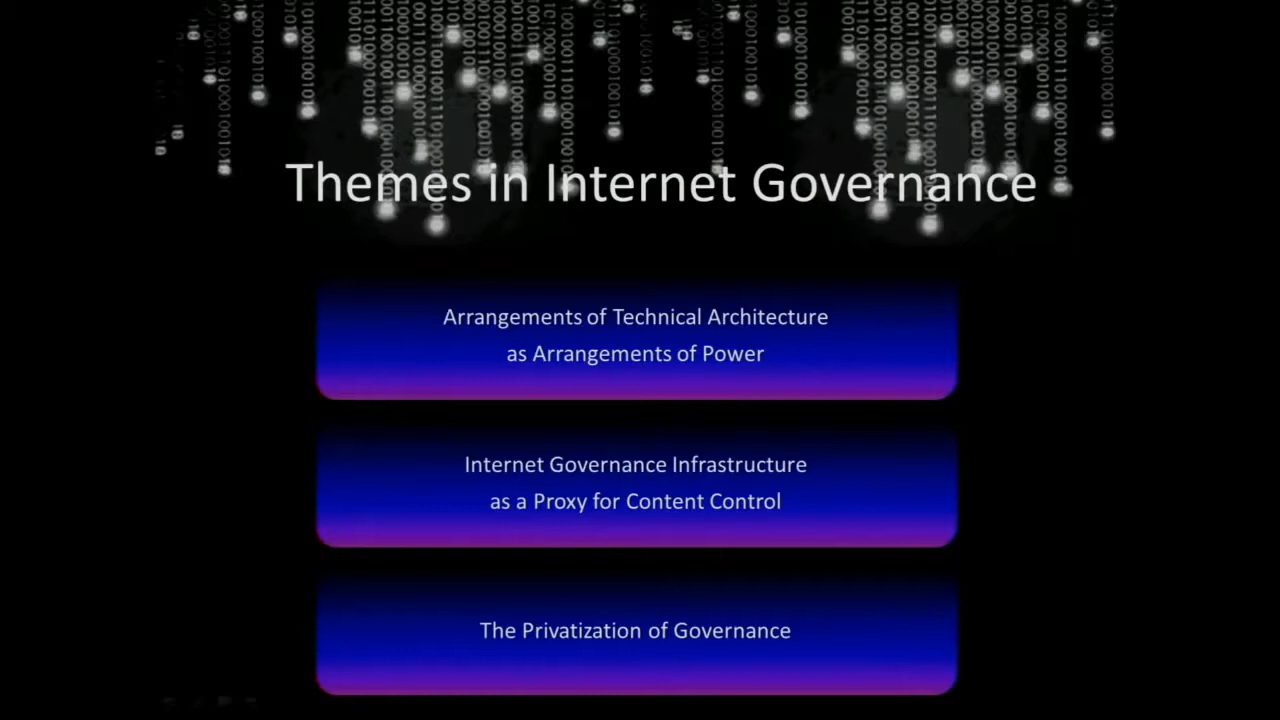 Themes in Internet Governance
Arrangements of Technical Architecture
as Arrangements of Power
Internet Governance Infrastructure
as a Proxy for Content Control
The Privatization of Governance